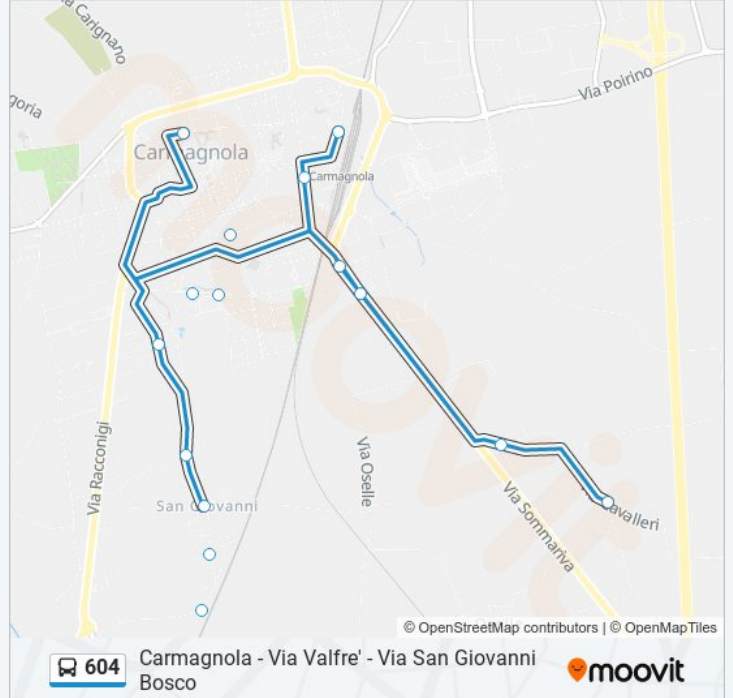 Carignano
goria
Via Poirino
Carmagnola
Carmagnola
Via Racconigi
Via Oselle
San Giovanni
Via Sommariva
Cavalleri
© OpenStreetMap contributors | © OpenMapTiles
604
Carmagnola - Via Valfre' - Via San Giovanni
Bosco
moovit